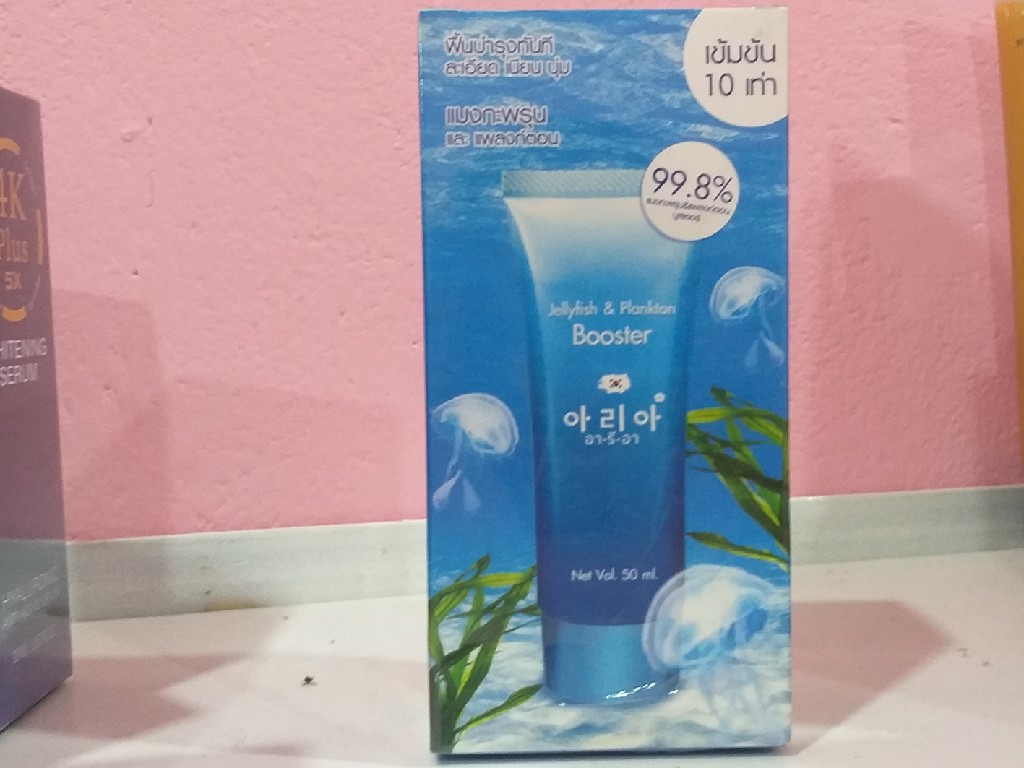 ฟื้นบำรุงทันที
ละเอียด เนียน นุ่ม
แมงกะพรุน
และ แพลงก์ตอน
เข้มข้น
10 เท่า
99.8%
Jellyfish & Plankton
Booster
아리아
อา-รี-อา
Net Vol. 50 ml.
4K
Plus
5X
HITENING
SERUM